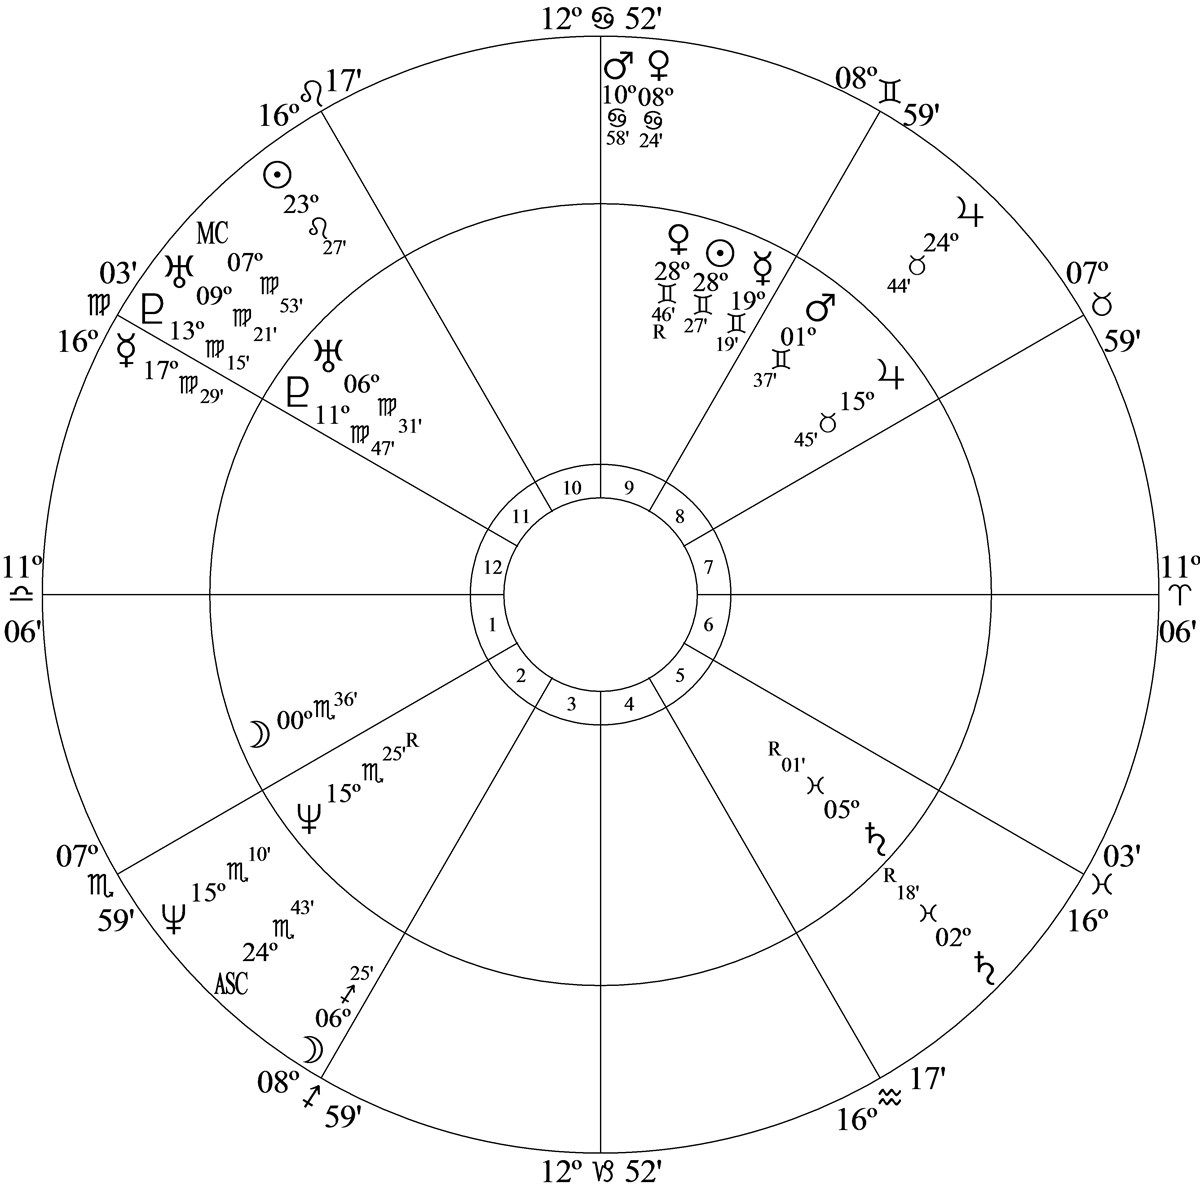 12º ♋ 52'
♂ 10º ♋ 58'
♀ 08º ♋ 24'
08º ♊ 59'
♃ 24º ♉ 44'
07º ♉ 59'
11º ♈ 06'
03' ♓ 16º
R 18' ♓ 02º ♄
17' ♒ 16º
12º ♑ 52'
08º ♐ 59'
☽ 06º ♐ 25'
ASC 24º ♏ 43'
♆ 15º ♏ 10'
07º ♏ 59'
11º ♎ 06'
☿ 17º ♍ 29'
16º ♍ 03'
♇ 13º ♍ 15'
♅ 09º ♍ 21'
MC 07º ♍ 53'
☉ 23º ♌ 27'
16º ♌ 17'
♀ 28º ♊ 46' R
☉ 28º ♊ 27'
☿ 19º ♊ 19'
♂ 01º ♊ 37'
♃ 15º ♉ 45'
R 01' ♓ 05º ♄
♆ 15º ♏ 25' R
☽ 00º ♏ 36'
♇ 11º ♍ 47'
♅ 06º ♍ 31'
1
2
3
4
5
6
7
8
9
10
11
12